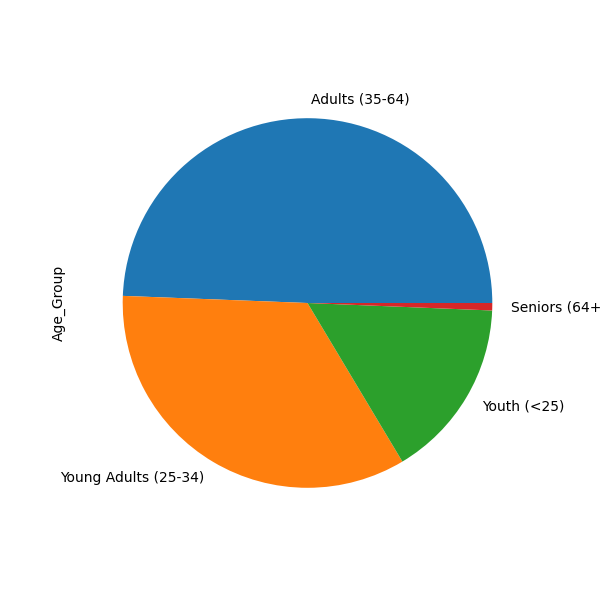 Adults (35-64)
Age_Group
Seniors (64+
Youth (<25)
Young Adults (25-34)